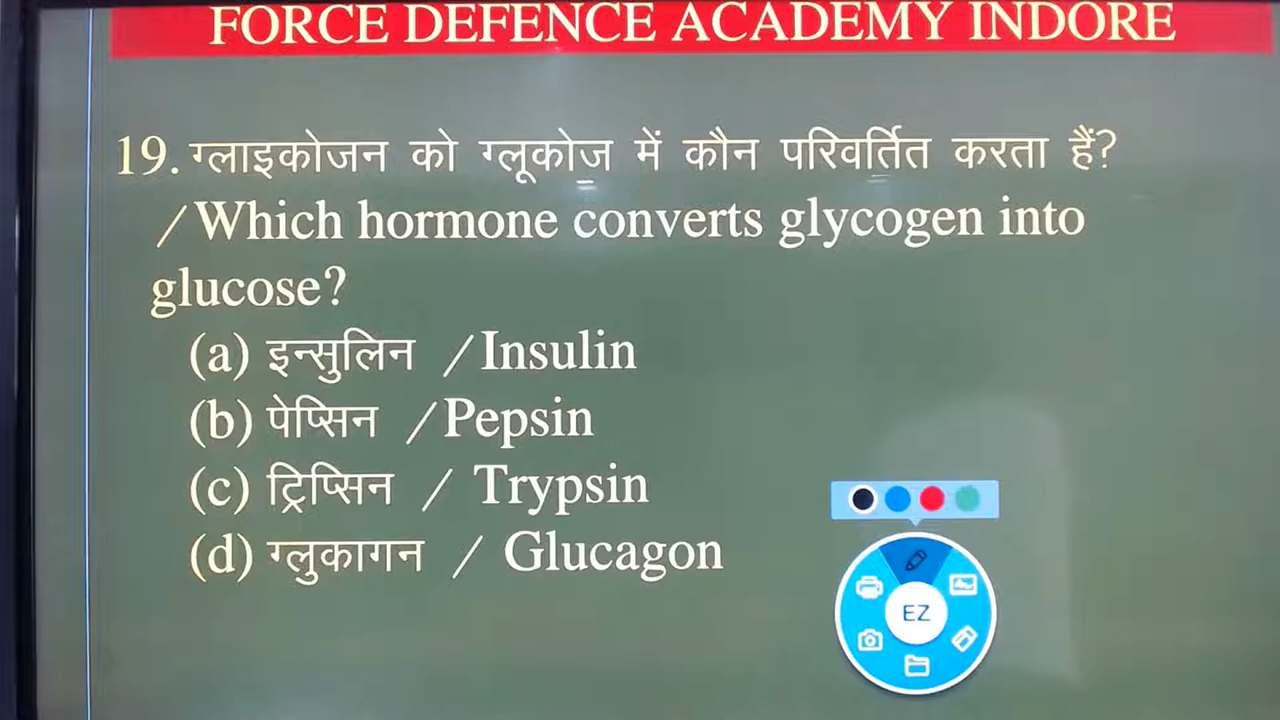 FORCE DEFENCE ACADEMY INDORE
19. ग्लाइकोजन को ग्लूकोज में कौन परिवर्तित करता हैं?
/Which hormone converts glycogen into
glucose?
(a) इन्सुलिन / Insulin
(b) पेप्सिन / Pepsin
(c) ट्रिप्सिन / Trypsin
(d) ग्लुकागन / Glucagon
EZ